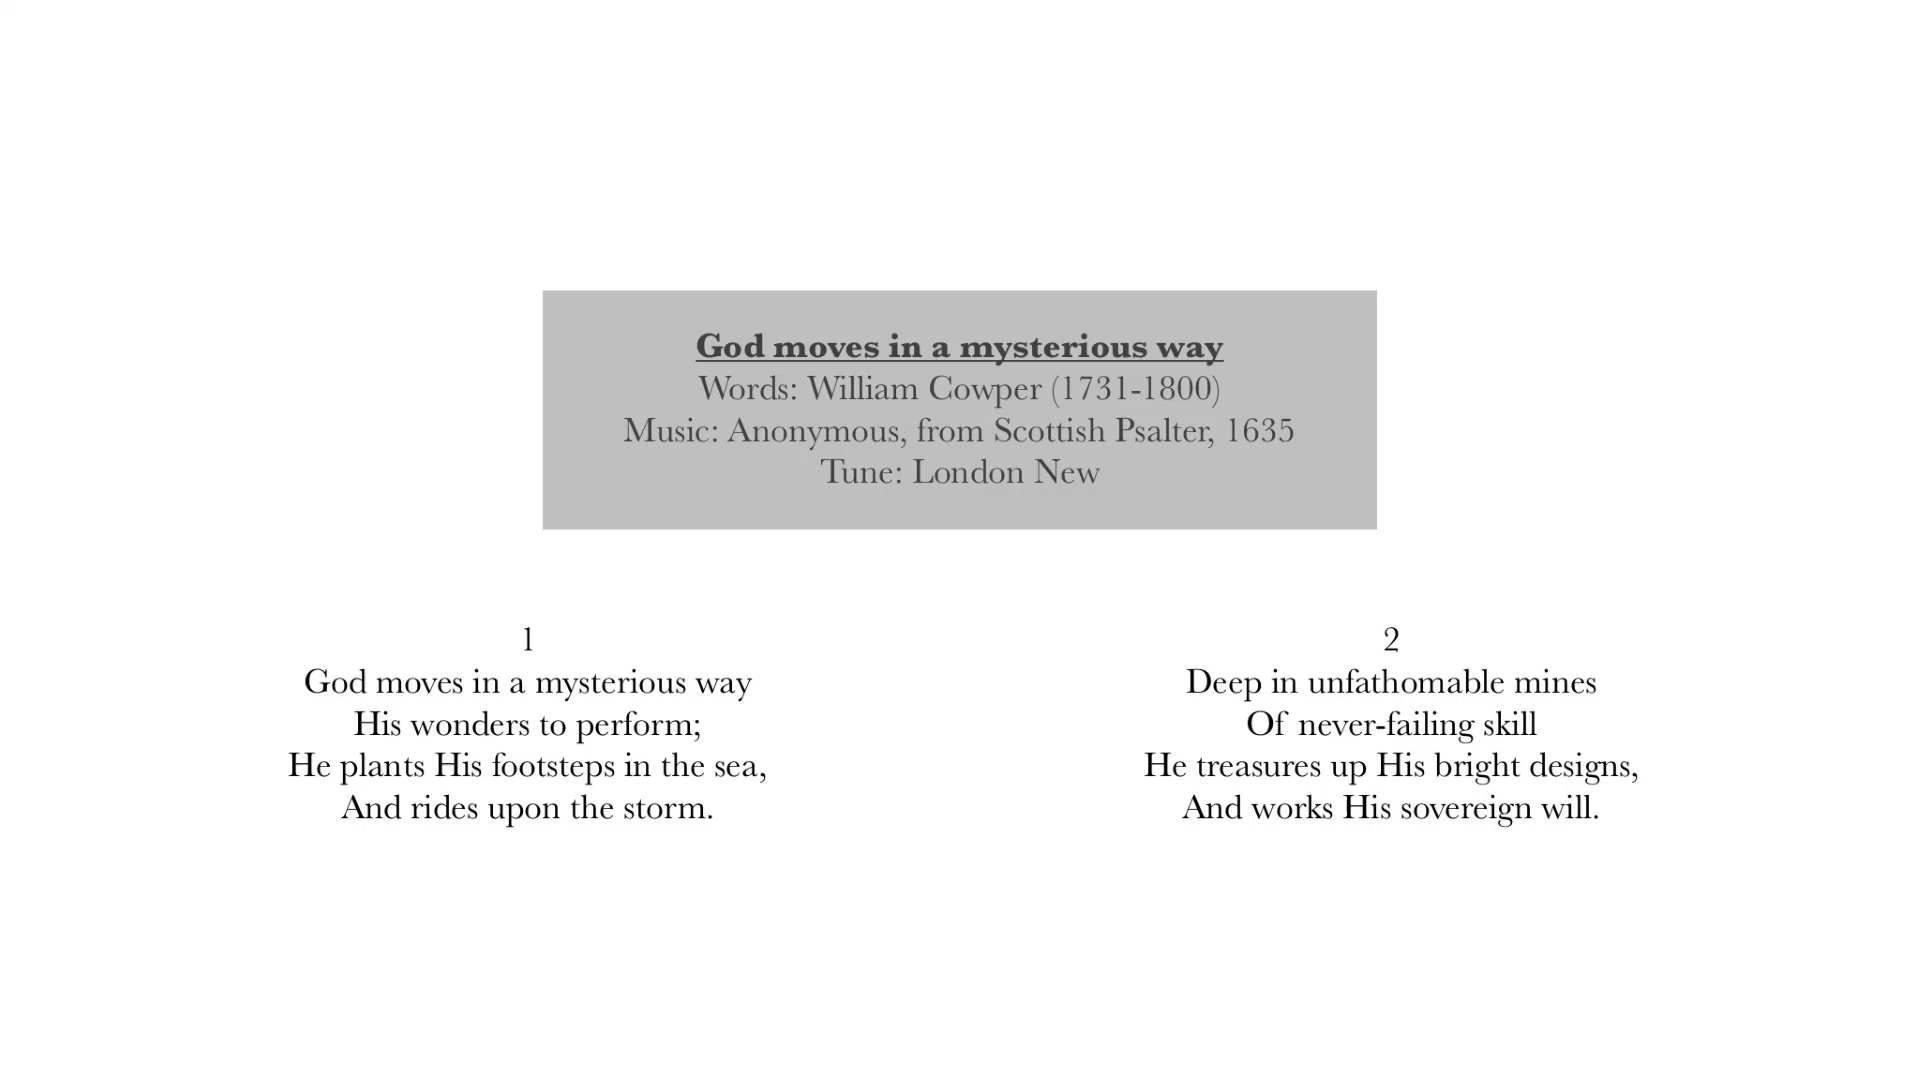 God moves in a mysterious way
Words: William Cowper (1731-1800)
Music: Anonymous, from Scottish Psalter, 1635
Tune: London New
1
God moves in a mysterious way
His wonders to perform;
He plants His footsteps in the sea,
And rides upon the storm.
2
Deep in unfathomable mines
Of never-failing skill
He treasures up His bright designs,
And works His sovereign will.